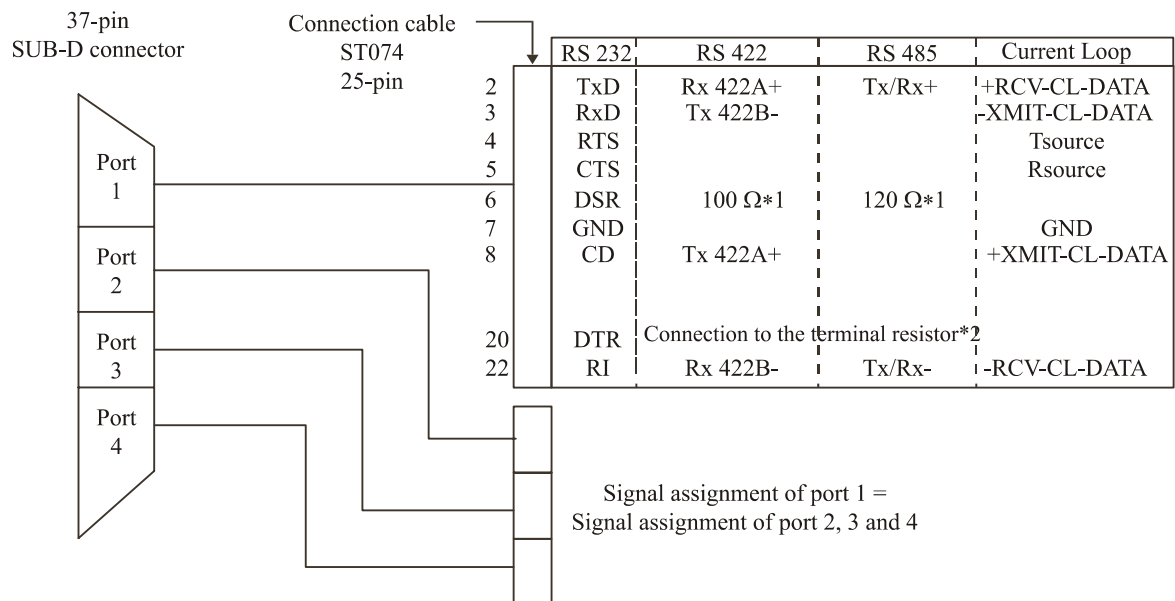 37-pin
SUB-D connector
Connection cable
ST074
25-pin
RS 232 RS 422 RS 485 Current Loop
2 TxD Rx 422A+ Tx/Rx+ +RCV-CL-DATA
3 RxD Tx 422B- -XMIT-CL-DATA
4 RTS Tsource
5 CTS Rsource
6 DSR 100 Ω*1 120 Ω*1
7 GND GND
8 CD Tx 422A+ +XMIT-CL-DATA
20 DTR Connection to the terminal resistor*2
22 RI Rx 422B- Tx/Rx- -RCV-CL-DATA
Port
1
Port
2
Port
3
Port
4
Signal assignment of port 1 =
Signal assignment of port 2, 3 and 4